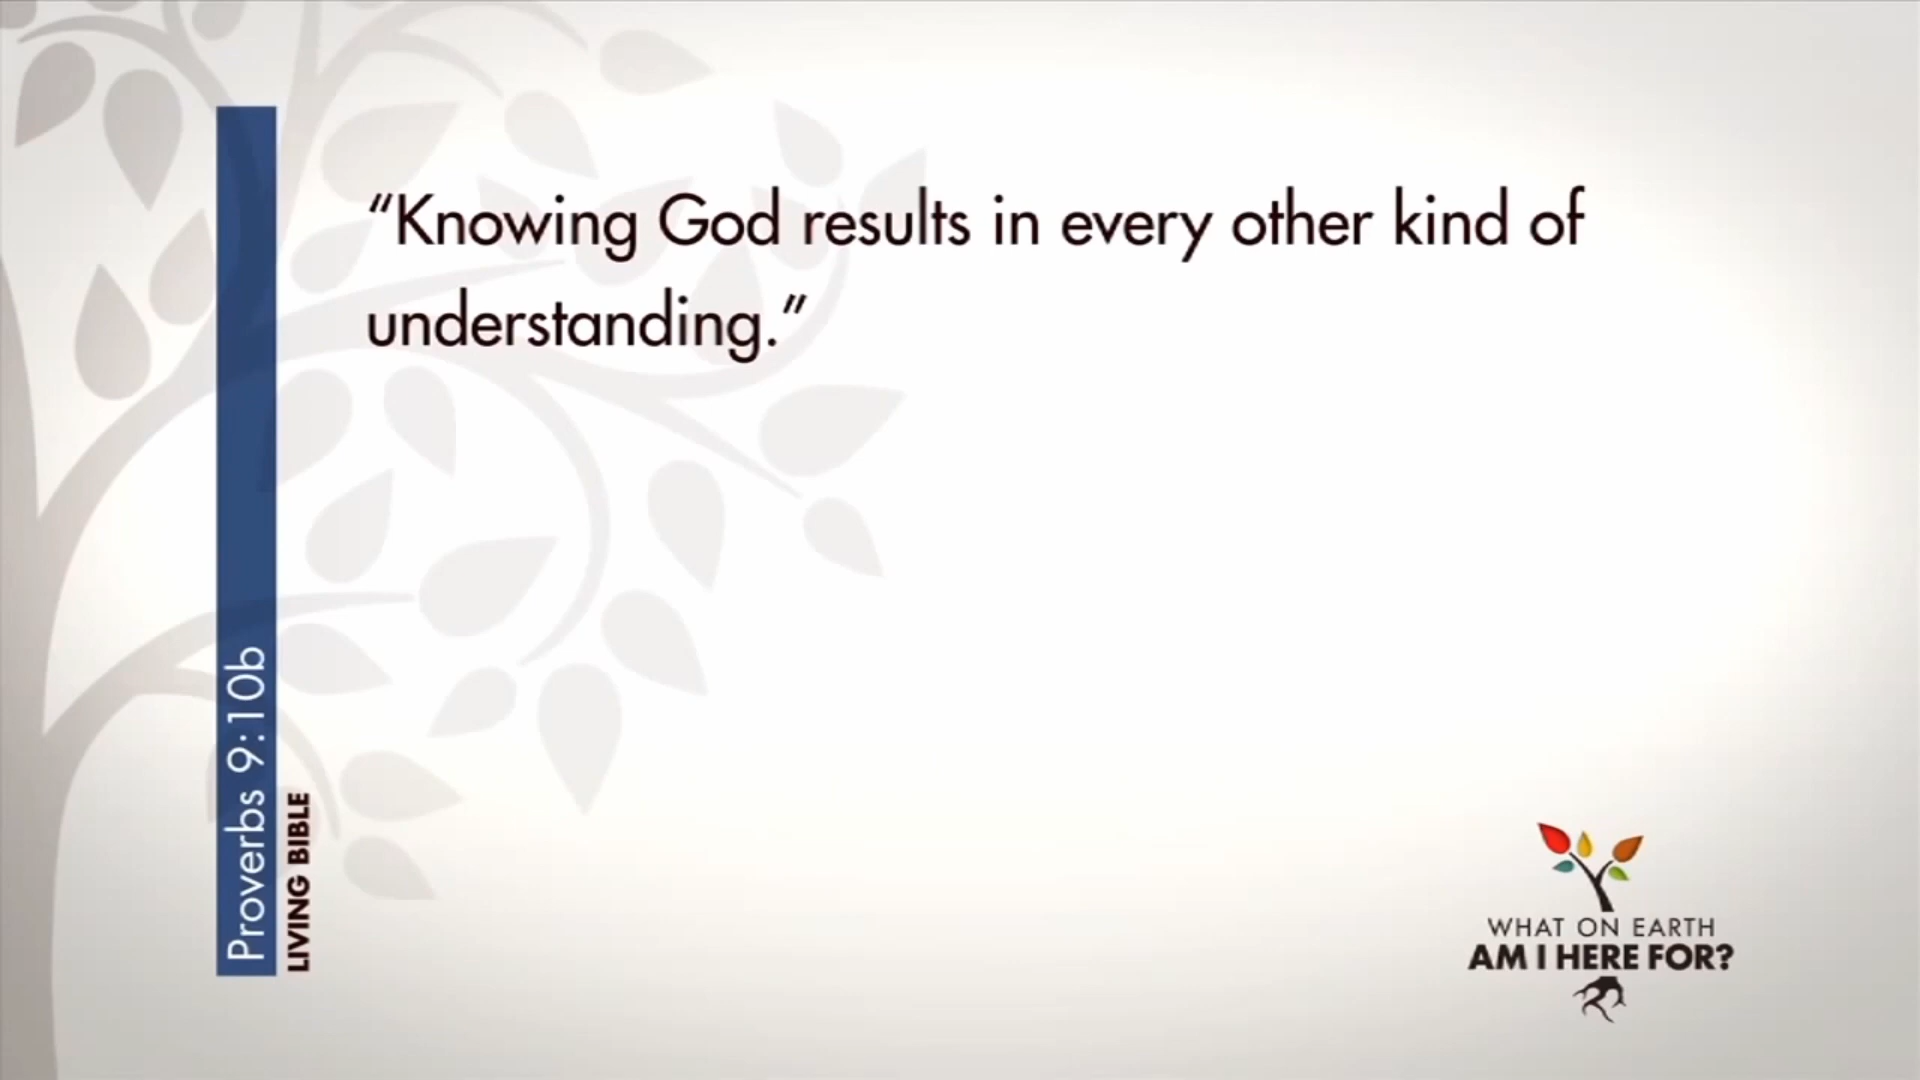 “Knowing God results in every other kind of
understanding.”
Proverbs 9:10b
LIVING BIBLE
WHAT ON EARTH
AM I HERE FOR?